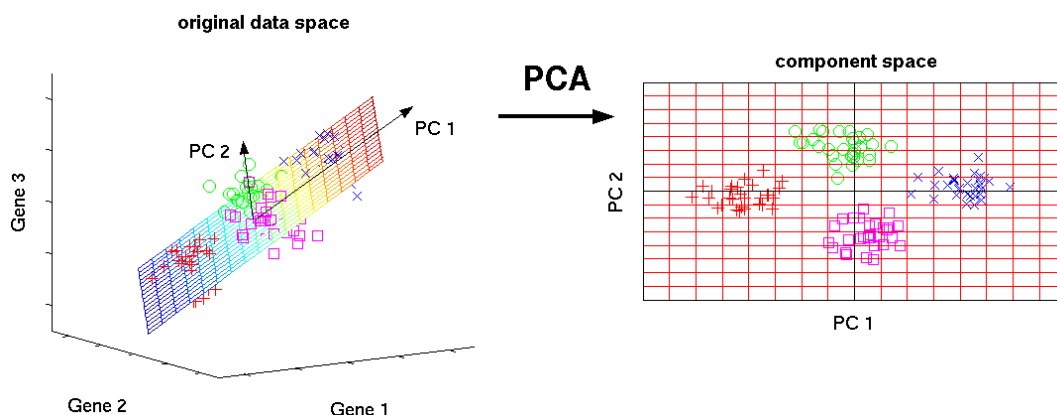 original data space
PCA
component space
PC 1
PC 2
Gene 3
PC 2
PC 1
Gene 2
Gene 1